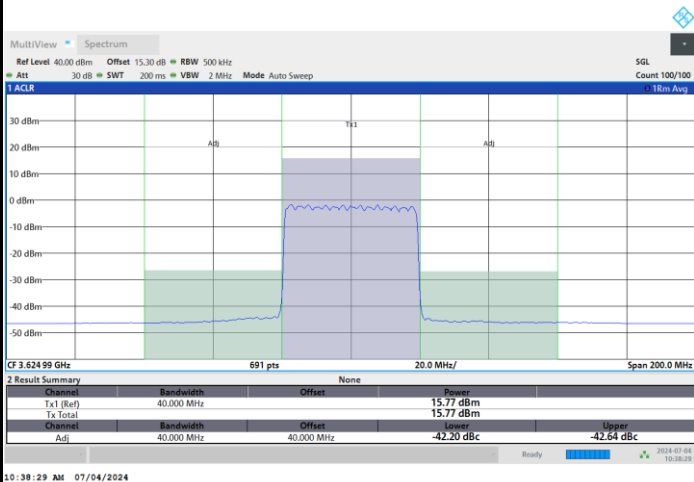 MultiView Spectrum
Ref Level 40.00 dBm Offset 15.30 dB RBW 500 kHz SGL
Att 30 dB SWT 200 ms VBW 2 MHz Mode Auto Sweep Count 100/100
1 ACLR 1Rm Avg
30 dBm
Tx1
20 dBm
Adj Adj
10 dBm
0 dBm
-10 dBm
-20 dBm
-30 dBm
-40 dBm
-50 dBm
CF 3.624 99 GHz 691 pts 20.0 MHz/ Span 200.0 MHz
2 Result Summary None
Channel Bandwidth Offset Power
Tx1 (Ref) 40.000 MHz 15.77 dBm
Tx Total 15.77 dBm
Channel Bandwidth Offset Lower Upper
Adj 40.000 MHz 40.000 MHz -42.20 dBc -42.64 dBc
Ready 2024-07-04
10:38:29
10:38:29 AM 07/04/2024